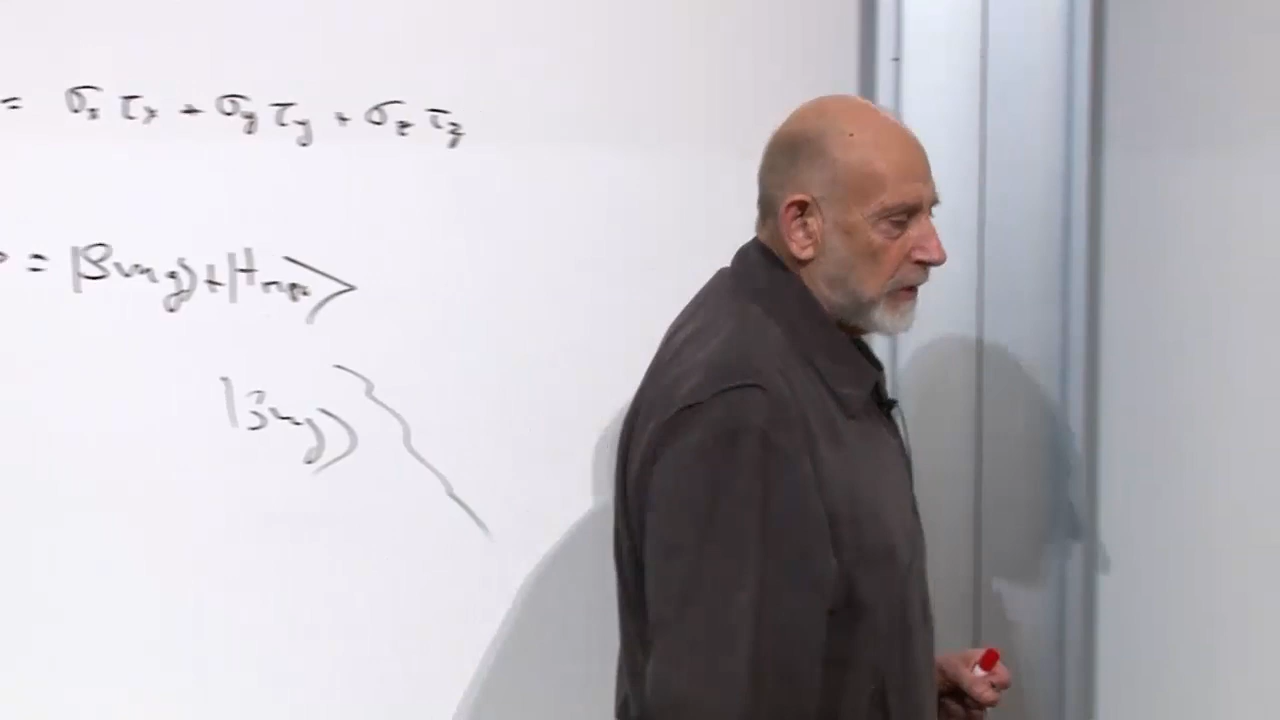 = σx τx + σy τy + σz τz
= |Sing⟩ + |Trip⟩
|Sing⟩